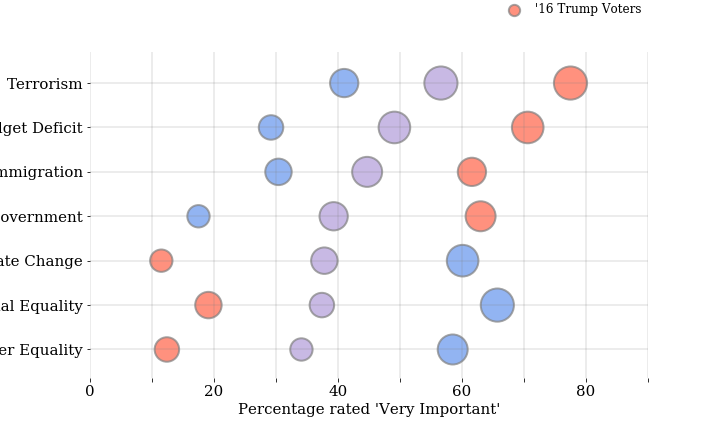 '16 Trump Voters
Terrorism
dget Deficit
mmigration
overnment
ate Change
al Equality
er Equality
0 20 40 60 80
Percentage rated 'Very Important'